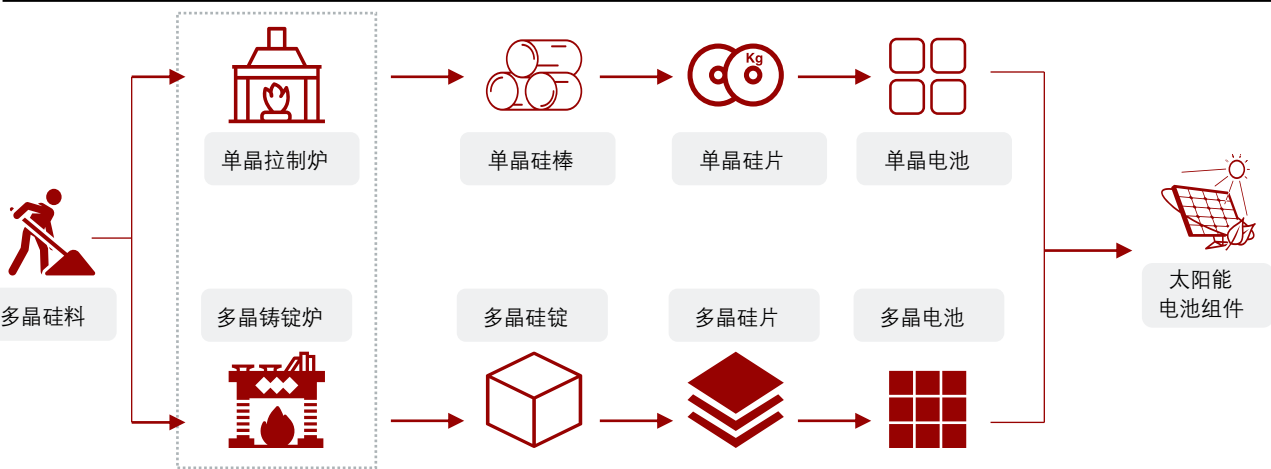 Kg
单晶拉制炉
单晶硅棒
单晶硅片
单晶电池
多晶硅料
多晶铸锭炉
多晶硅锭
多晶硅片
多晶电池
太阳能
电池组件